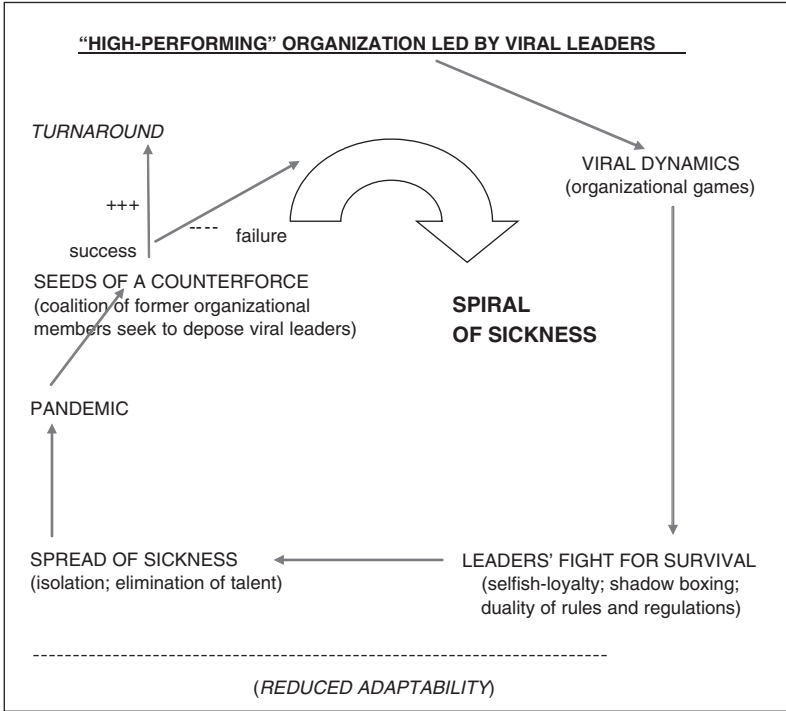 “HIGH-PERFORMING” ORGANIZATION LED BY VIRAL LEADERS
TURNAROUND
VIRAL DYNAMICS
(organizational games)
+++
----
failure
success
SEEDS OF A COUNTERFORCE
(coalition of former organizational
members seek to depose viral leaders)
SPIRAL
OF SICKNESS
PANDEMIC
SPREAD OF SICKNESS
(isolation; elimination of talent)
LEADERS’ FIGHT FOR SURVIVAL
(selfish-loyalty; shadow boxing;
duality of rules and regulations)
(REDUCED ADAPTABILITY)